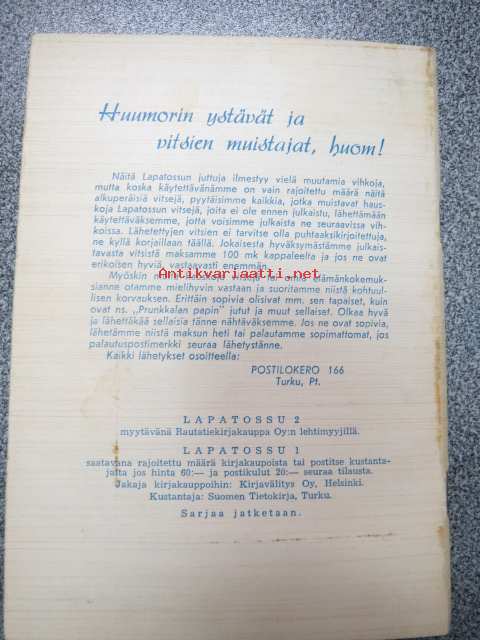 Huumorin ystävät ja
vitsien muistajat, huom!
Näitä Lapatossun juttuja ilmestyy vielä muutamia vihkoja,
mutta koska käytettävänämme on vain rajoitettu määrä näitä
alkuperäisiä vitsejä, pyytäisimme kaikkia, jotka muistavat haus-
koja Lapatossun vitsejä, joita ei ole ennen julkaistu, lähettämään
käytettäväksemme, jotta voisimme julkaista ne seuraavissa vih-
koissa. Lähetettyjen vitsien ei tarvitse olla puhtaaksikirjoitettuja,
ne kyllä korjaillaan täällä. Jokaisesta hyväksymästämme julkais-
tavasta vitsistä maksamme 100 mk kappaleelta ja jos ne ovat
erikoisen hyviä, vastaavasti enemmän.
Antikvariaatti.net
Myöskin vitsejä tai omia elämänkokemuk-
sianne otamme mielihyvin vastaan ja suoritamme niistä kohtuul-
lisen korvauksen. Erittäin sopivia olisivat mm. sen tapaiset, kuin
ovat ns. „Prunkkalan papin" jutut ja muut sellaiset. Olkaa hyvä
ja lähettäkää sellaisia tänne nähtäväksemme. Jos ne ovat sopivia,
lähetämme niistä maksun heti tai palautamme sopimattomat, jos
palautuspostimerkki seuraa lähetystänne.
Kaikki lähetykset osoitteella:
POSTILOKERO 166
Turku, Pt.
LAPATOSSU 2
myytävänä Rautatiekirjakauppa Oy:n lehtimyyjillä.
LAPATOSSU 1
saatavana rajoitettu määrä kirjakaupoista tai postitse kustanta-
jalta jos hinta 60:— ja postikulut 20:— seuraa tilausta.
Jakaja kirjakauppoihin: Kirjavälitys Oy, Helsinki.
Kustantaja: Suomen Tietokirja, Turku.
Sarjaa jatketaan.